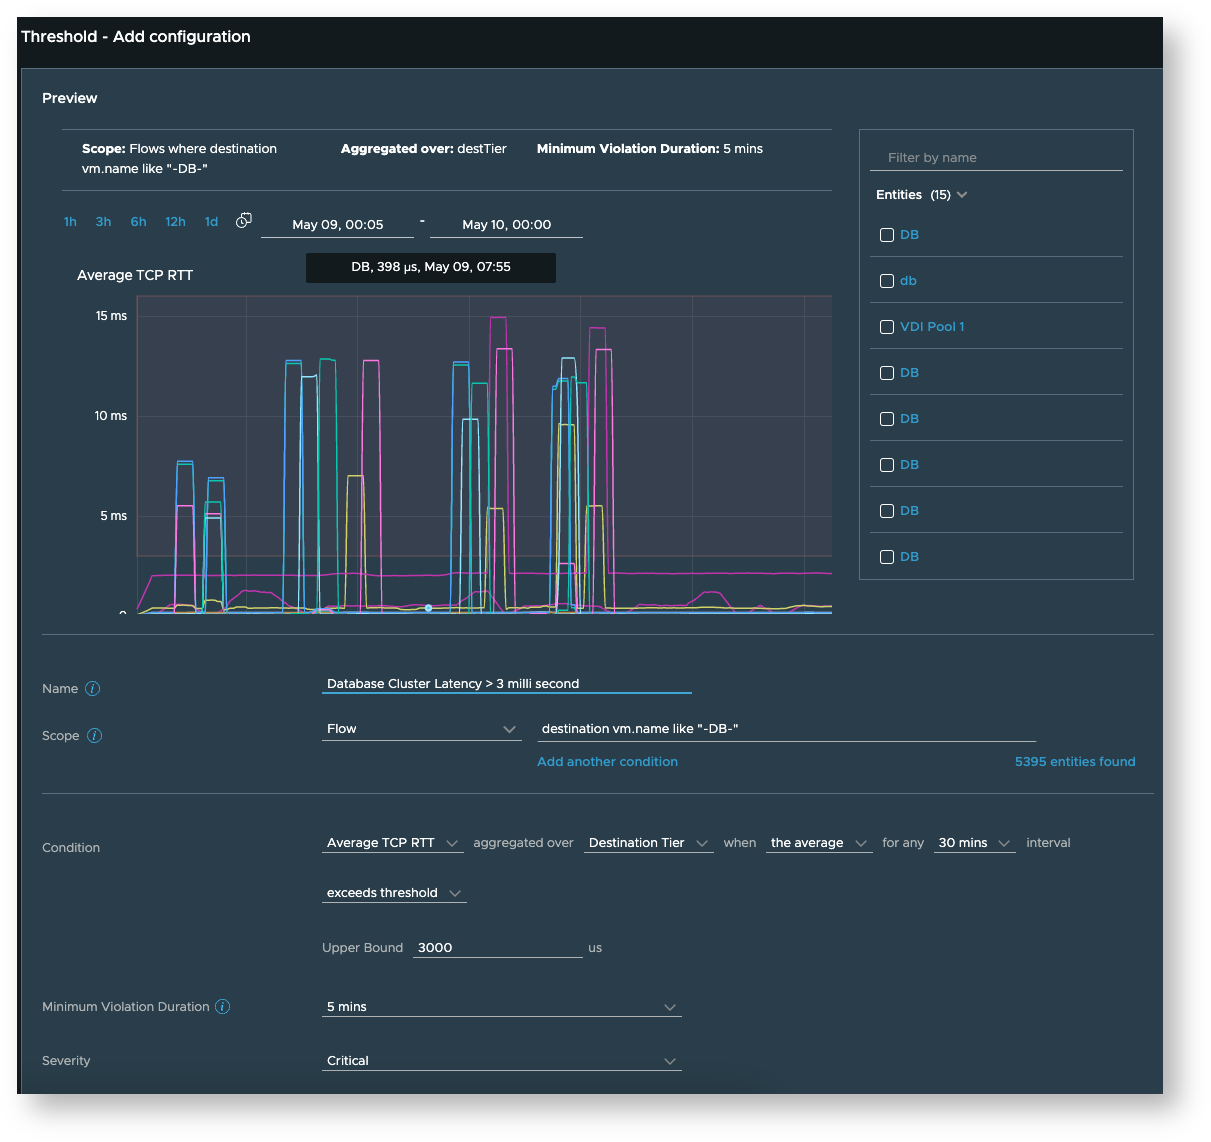 Threshold - Add configuration
Preview
Scope: Flows where destination
vm.name like "-DB-"
Aggregated over: destTier
Minimum Violation Duration: 5 mins
1h 3h 6h 12h 1d May 09, 00:05 - May 10, 00:00
DB, 398 µs, May 09, 07:55
Average TCP RTT
15 ms
10 ms
5 ms
Filter by name
Entities (15)
DB
db
VDI Pool 1
DB
DB
DB
DB
DB
Name i Database Cluster Latency > 3 milli second
Scope i Flow destination vm.name like "-DB-"
Add another condition 5395 entities found
Condition Average TCP RTT aggregated over Destination Tier when the average for any 30 mins interval
exceeds threshold
Upper Bound 3000 us
Minimum Violation Duration i 5 mins
Severity Critical